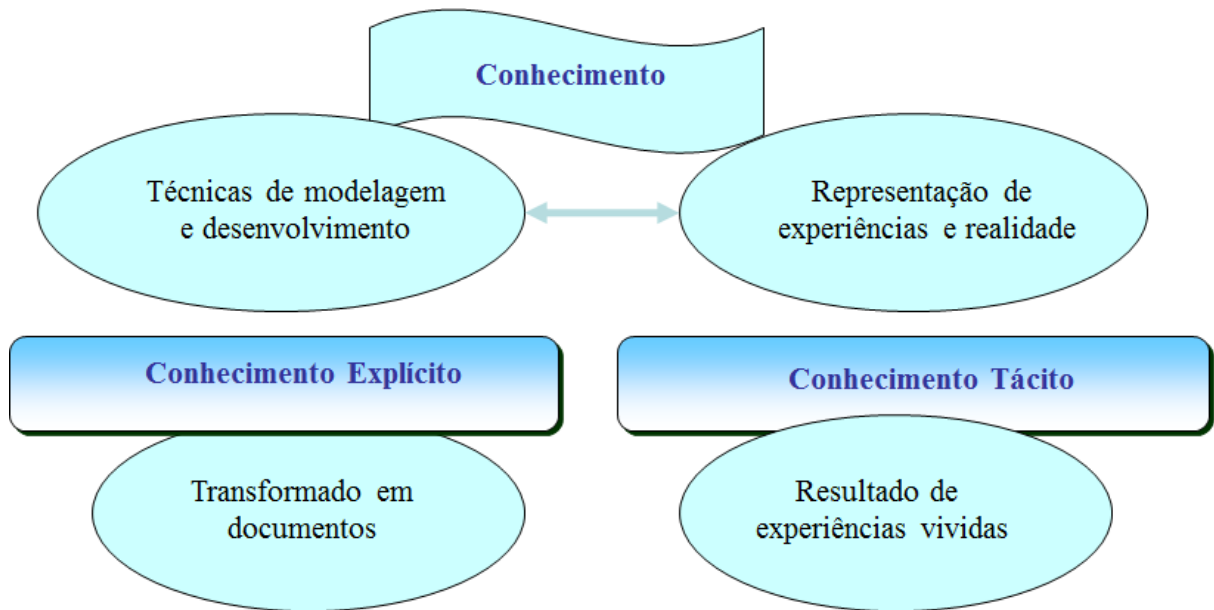 Conhecimento
Técnicas de modelagem
e desenvolvimento
Representação de
experiências e realidade
Conhecimento Explícito
Conhecimento Tácito
Transformado em
documentos
Resultado de
experiências vividas